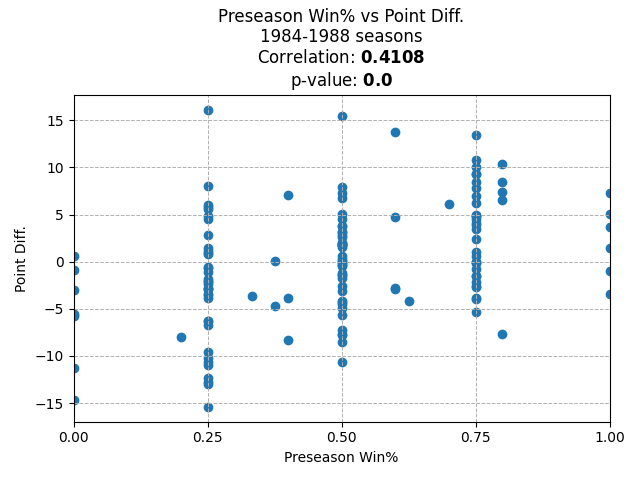 Preseason Win% vs Point Diff.
1984-1988 seasons
Correlation: 0.4108
p-value: 0.0
15
10
5
0
−5
−10
−15
Point Diff.
0.00 0.25 0.50 0.75 1.00
Preseason Win%